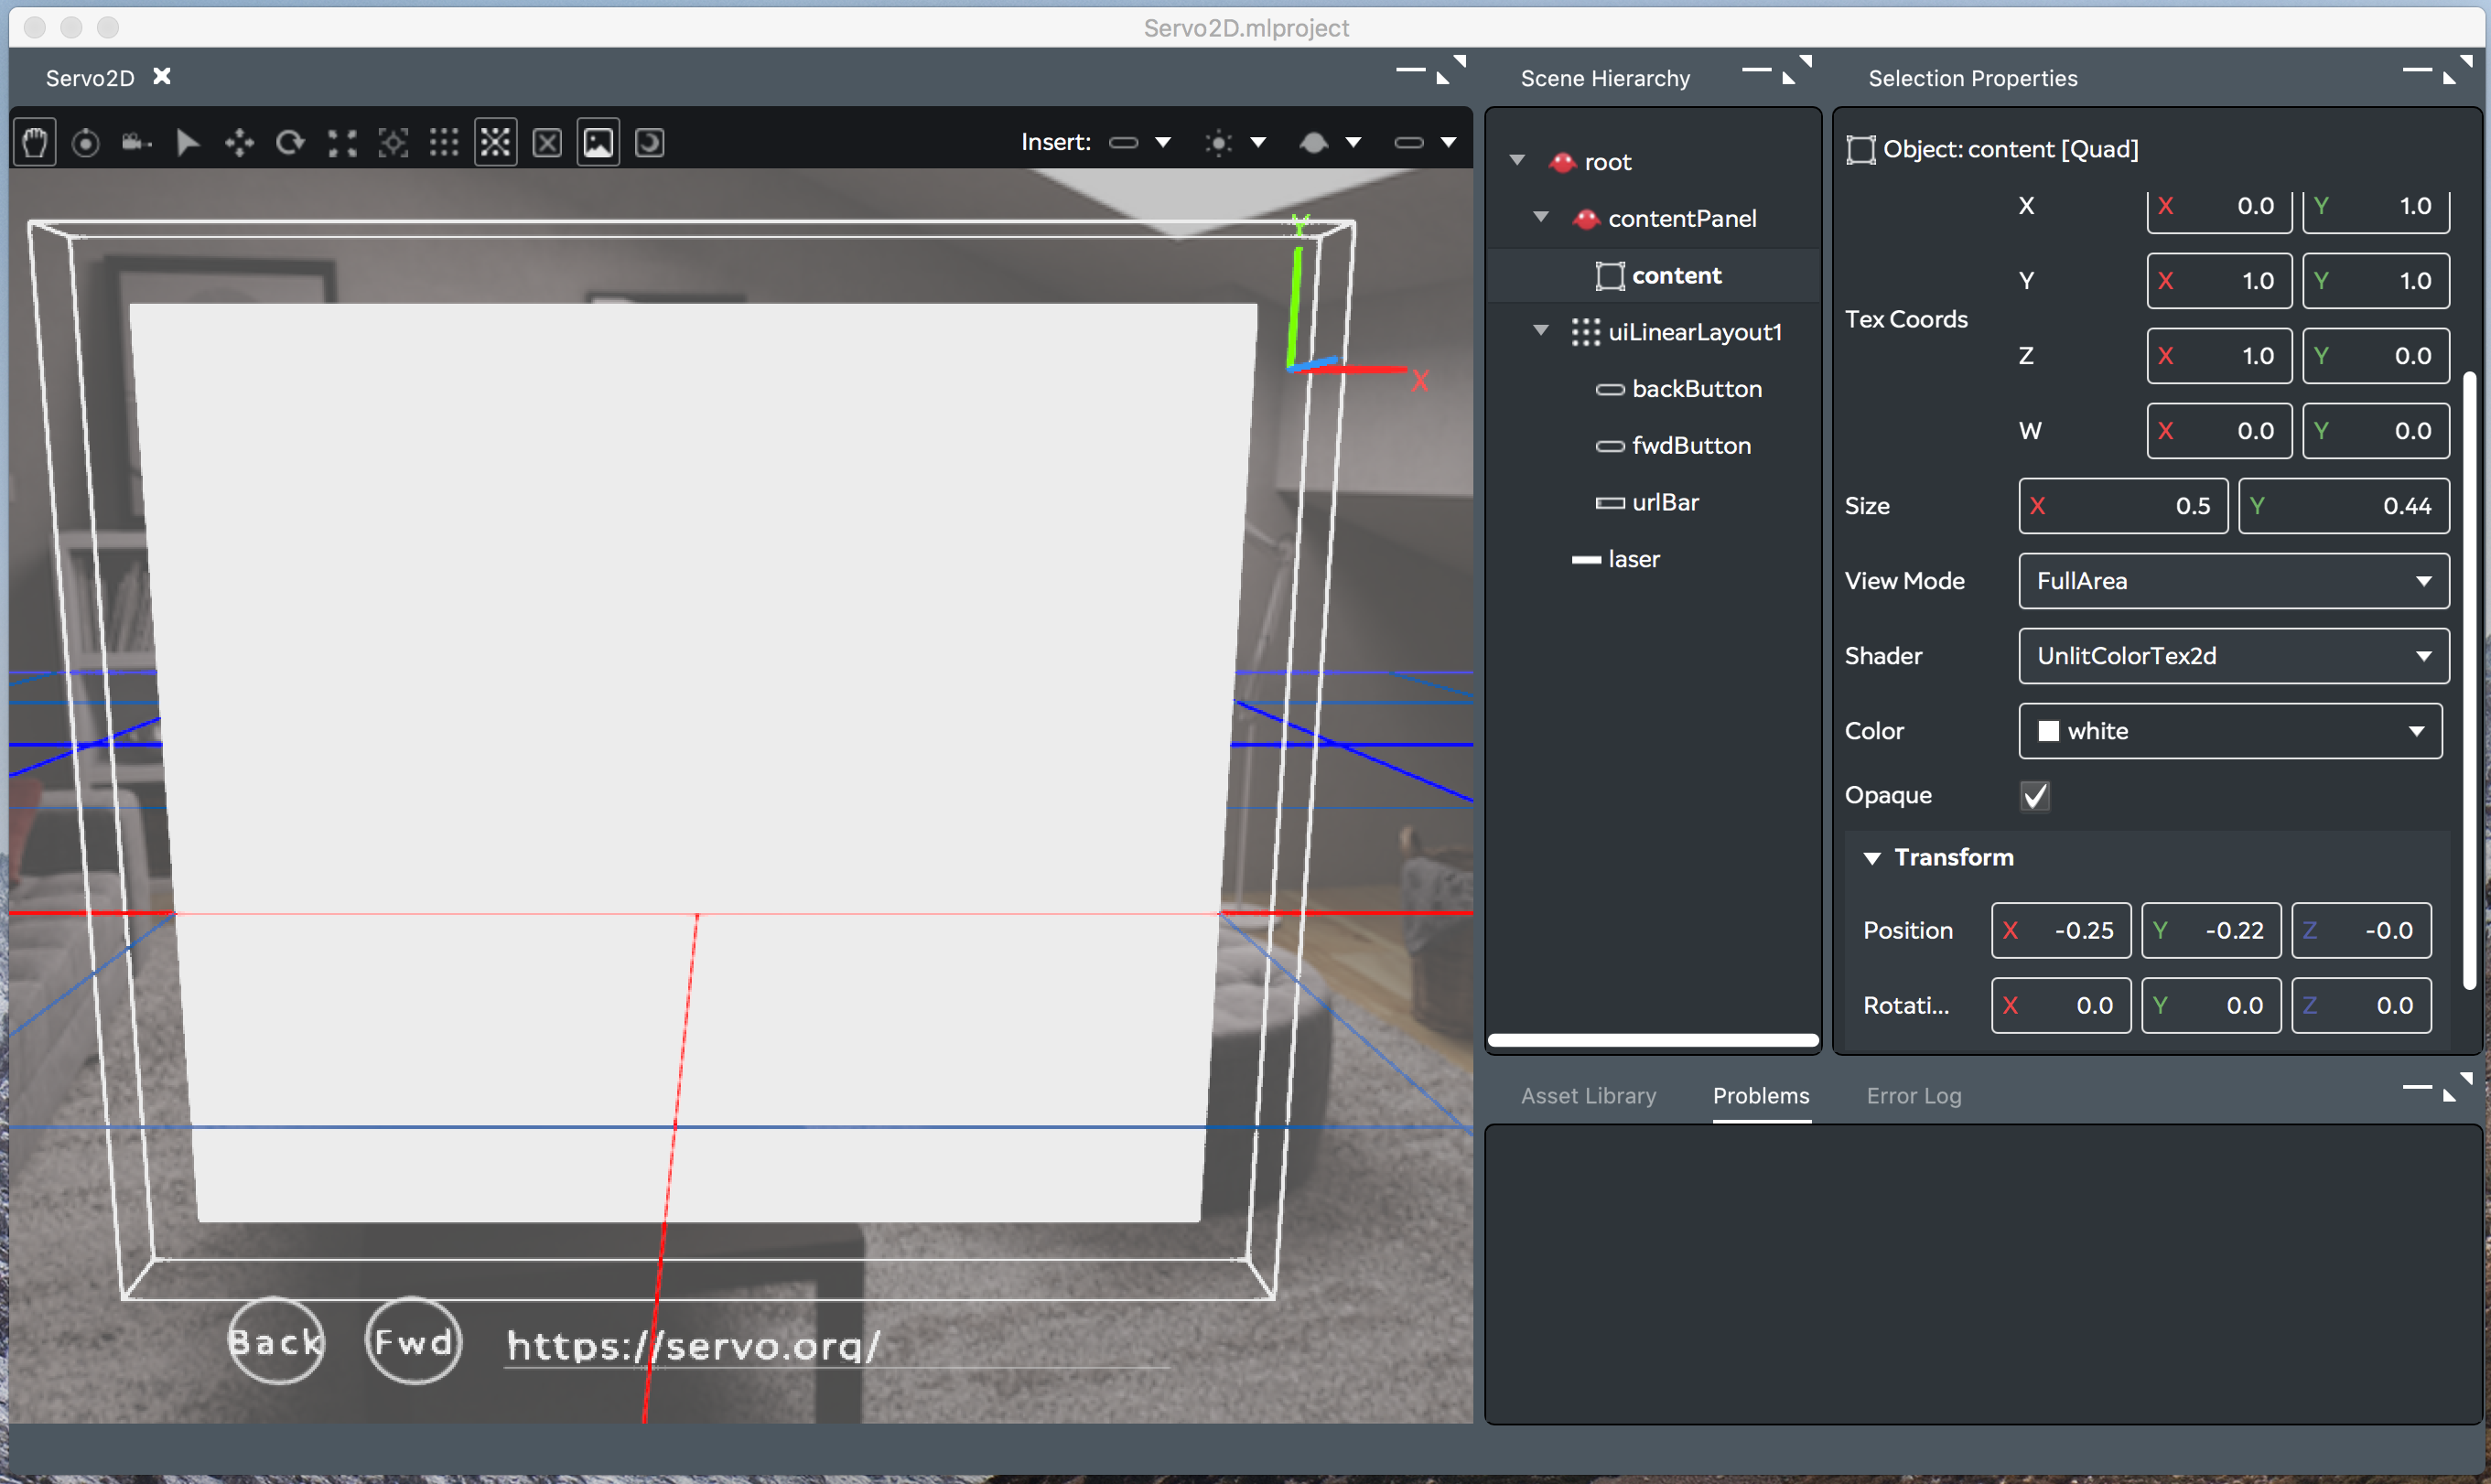 Servo2D.mlproject
Servo2D
Insert:
Y
X
Back
Fwd
https://servo.org/
Scene Hierarchy
root
contentPanel
content
uiLinearLayout1
backButton
fwdButton
urlBar
laser
Selection Properties
Object: content [Quad]
Tex Coords
X X 0.0 Y 1.0
Y X 1.0 Y 1.0
Z X 1.0 Y 0.0
W X 0.0 Y 0.0
Size X 0.5 Y 0.44
View Mode FullArea
Shader UnlitColorTex2d
Color white
Opaque
Transform
Position X -0.25 Y -0.22 Z -0.0
Rotati... X 0.0 Y 0.0 Z 0.0
Asset Library Problems Error Log